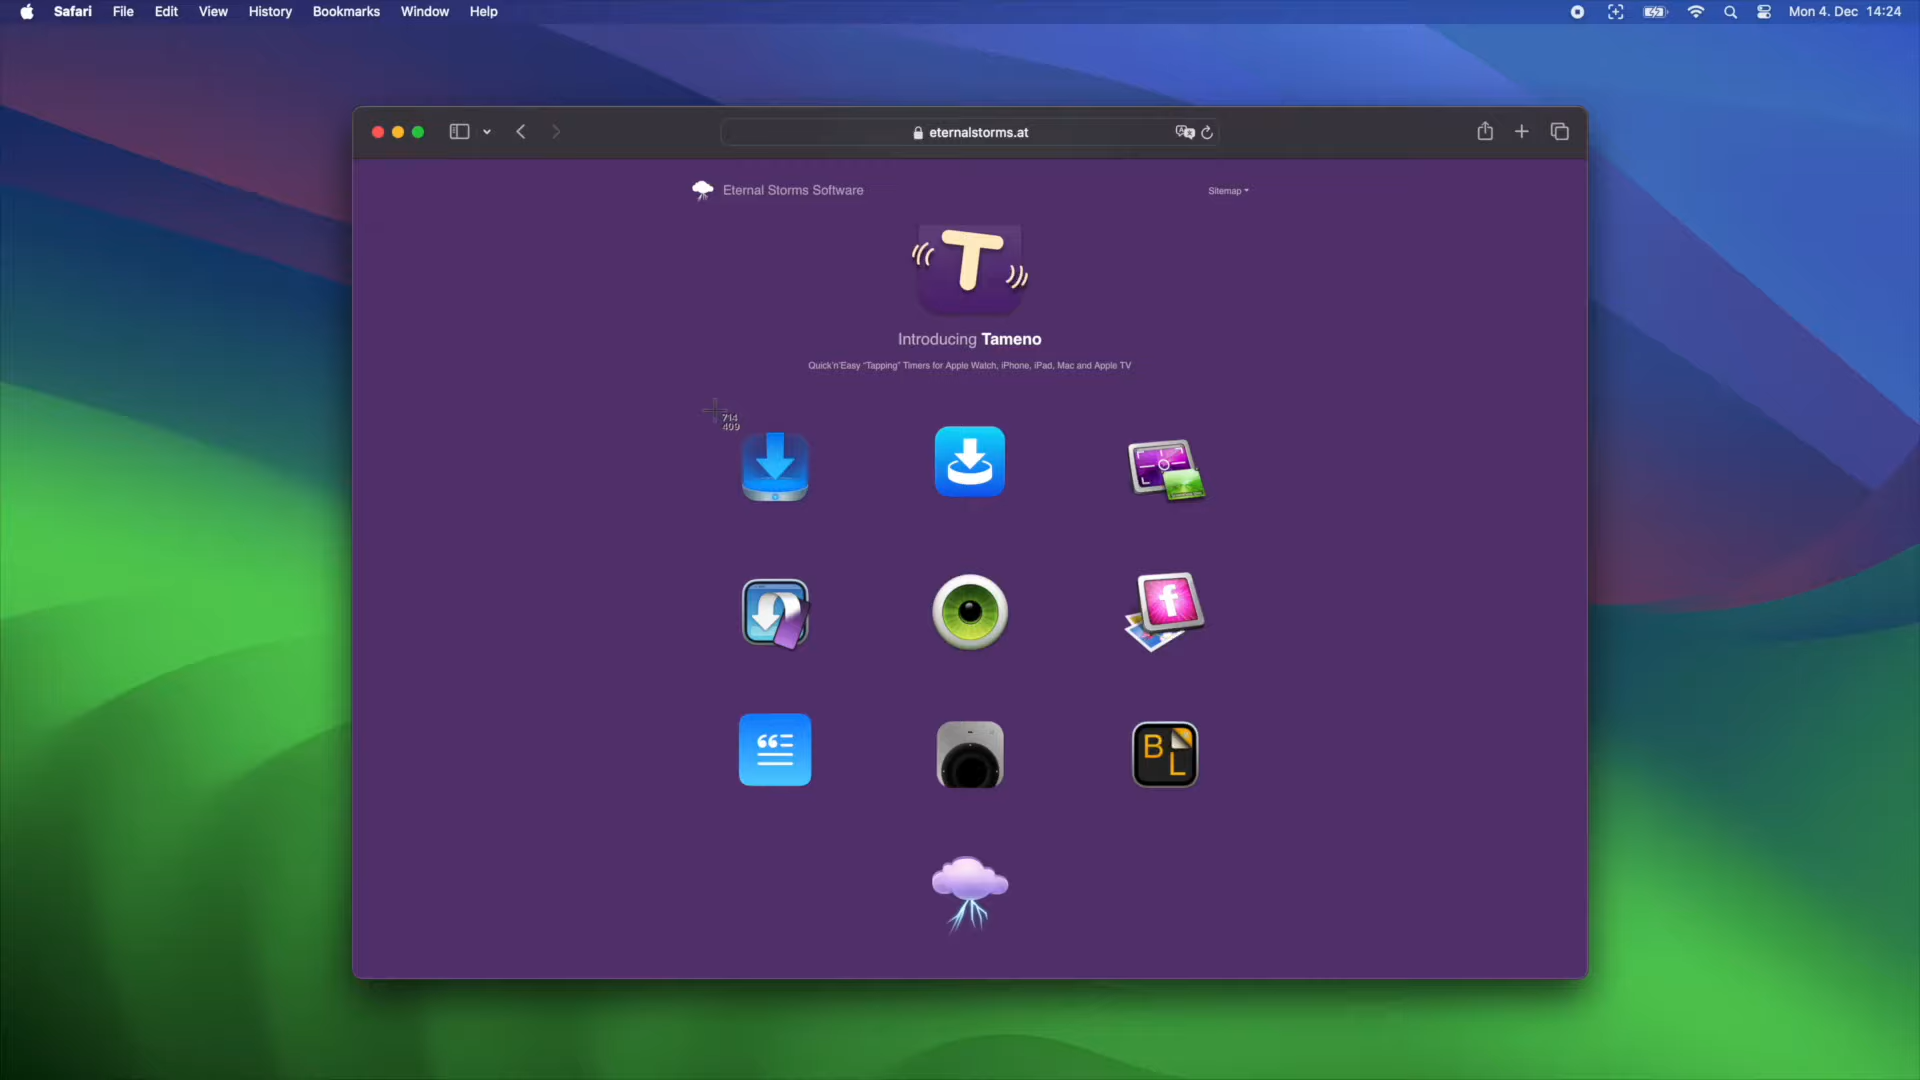 Safari File Edit View History Bookmarks Window Help Mon 4. Dec 14:24
eternalstorms.at
Eternal Storms Software Sitemap
T
Introducing Tameno
Quick'n'Easy "Tapping" Timers for Apple Watch, iPhone, iPad, Mac and Apple TV
714
409
f
B
L